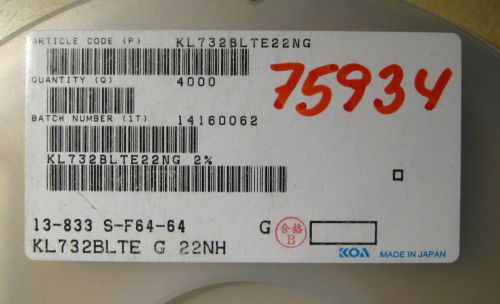 ARTICLE CODE (P) KL732BLTE22NG
75934
QUANTITY (Q) 4000
BATCH NUMBER (1T) 14160062
KL732BLTE22NG 2%
13-833 S-F64-64 G 合格 B
KL732BLTE G 22NH
KOA MADE IN JAPAN